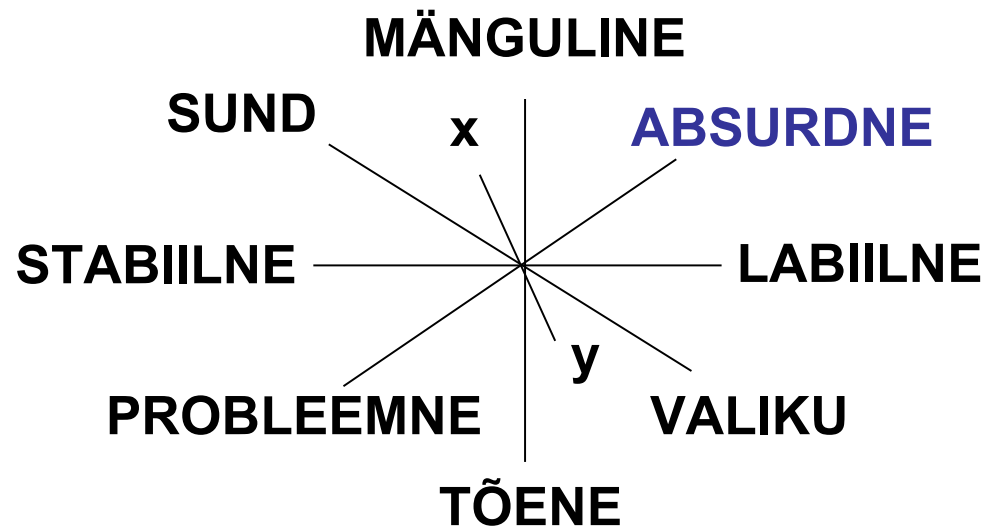 MÄNGULINE
SUND
x
ABSURDNE
STABIILNE
LABIILNE
y
PROBLEEMNE
VALIKU
TÕENE